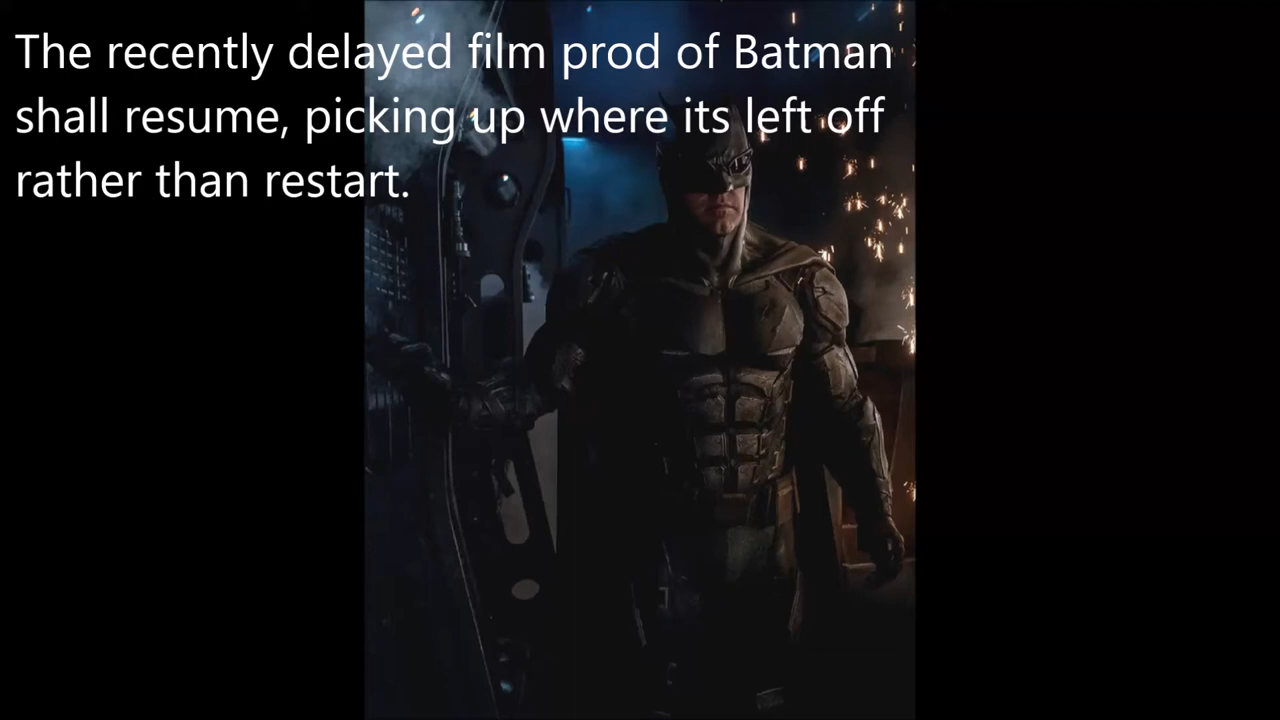 The recently delayed film prod of Batman
shall resume, picking up where its left off
rather than restart.